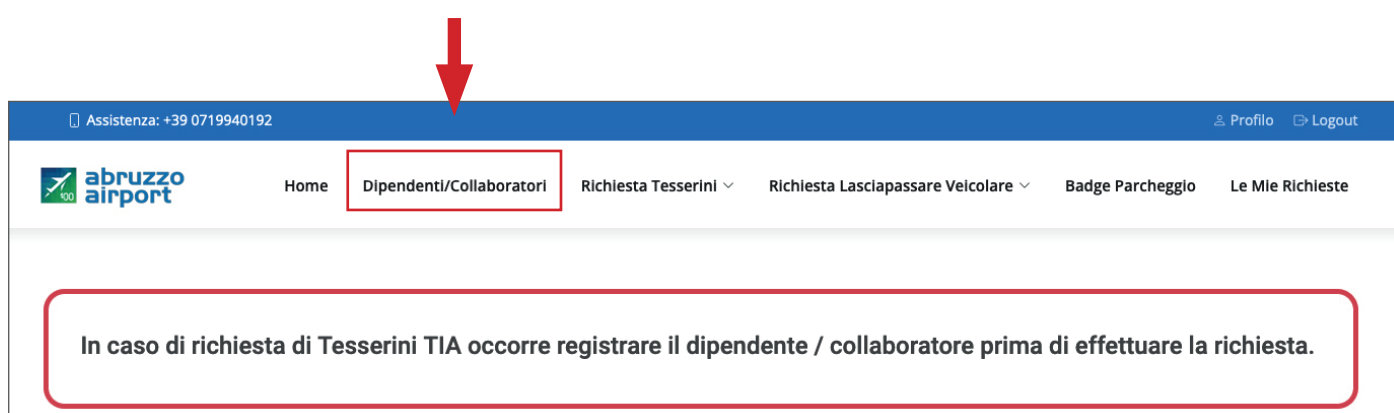 Assistenza: +39 0719940192
Profilo
Logout
abruzzo
airport
100
Home
Dipendenti/Collaboratori
Richiesta Tesserini
Richiesta Lasciapassare Veicolare
Badge Parcheggio
Le Mie Richieste
In caso di richiesta di Tesserini TIA occorre registrare il dipendente / collaboratore prima di effettuare la richiesta.